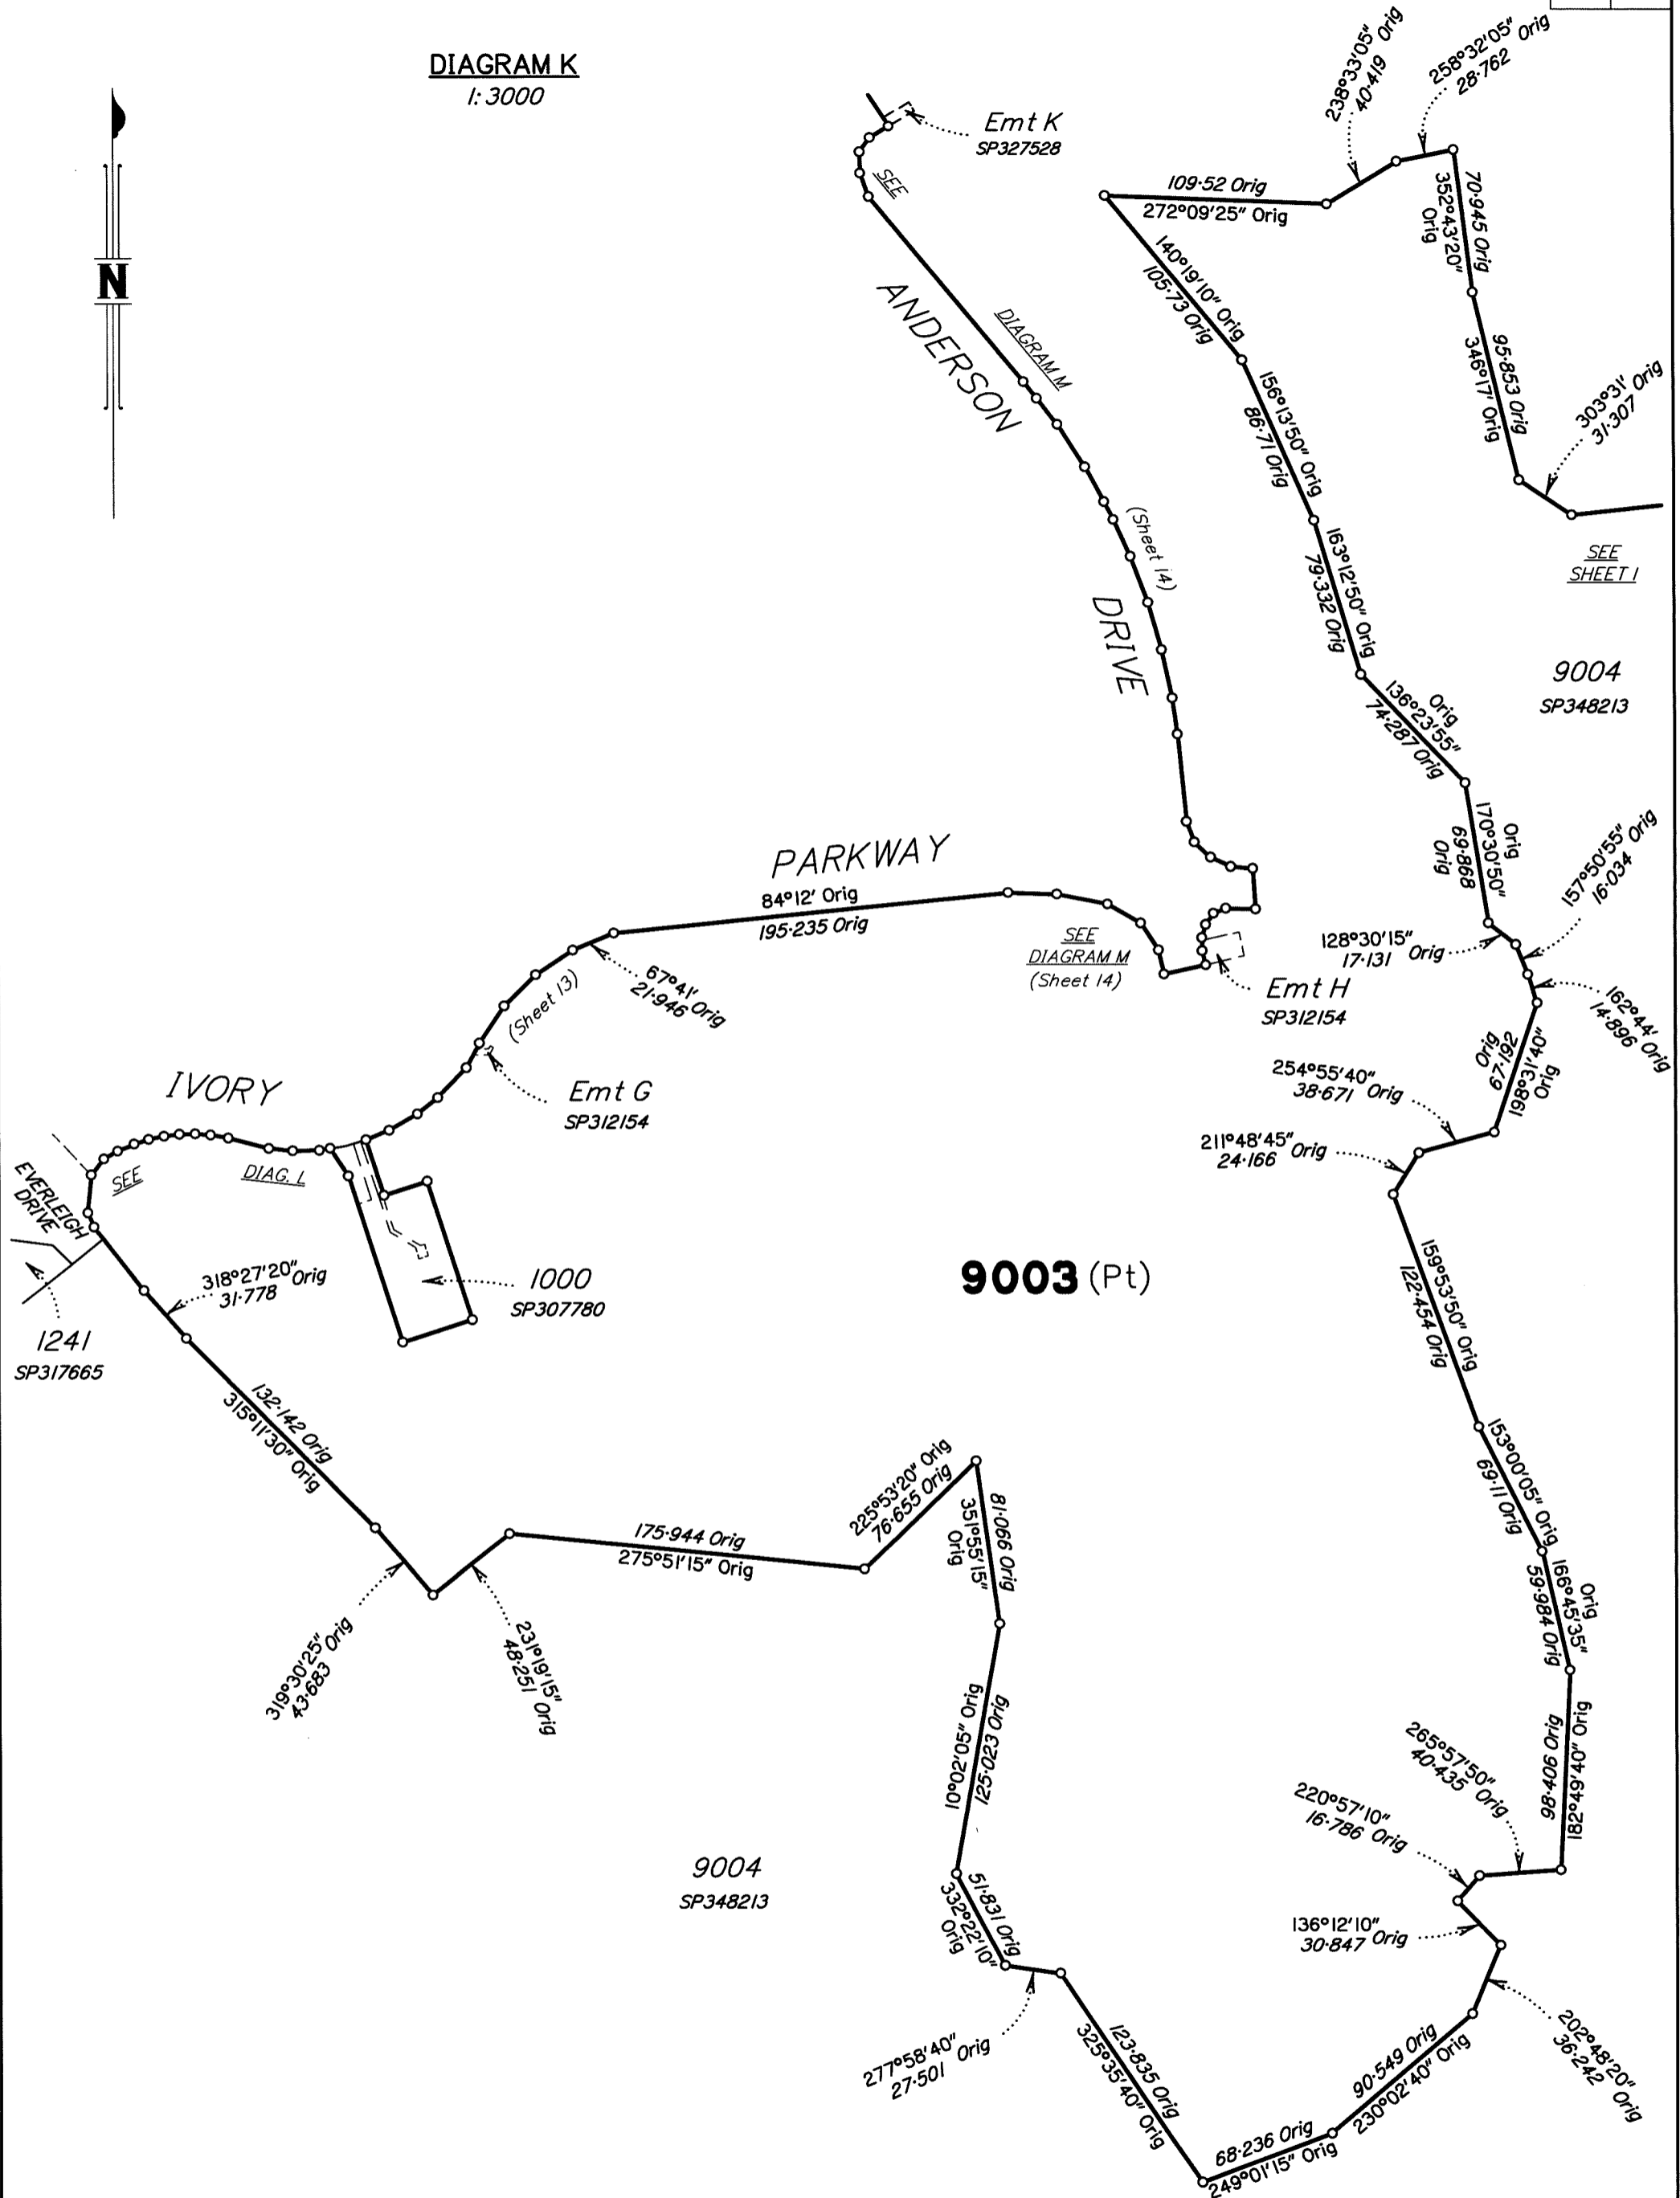 DIAGRAM K
1:3000
N
Emt K
SP327528
238°33'05" Orig
40·419
258°32'05" Orig
28·762
SEE
109·52 Orig
272°09'25" Orig
70·945 Orig
352°43'20"
Orig
140°19'10" Orig
105·73 Orig
ANDERSON
DIAGRAM M
95·853 Orig
346°17' Orig
303°31' Orig
31·307
156°13'50" Orig
86·71 Orig
(Sheet 14)
163°12'50" Orig
79·332 Orig
SEE
SHEET 1
DRIVE
9004
SP348213
Orig
136°23'55"
74·287 Orig
Orig
170°30'50"
69·868
Orig
157°50'55" Orig
16·034
PARKWAY
84°12' Orig
195·235 Orig
128°30'15"
17·131 Orig
SEE
DIAGRAM M
(Sheet 14)
67°41' Orig
21·946
(Sheet 13)
Emt H
SP312154
162°44' Orig
14·896
Orig
67·192
198°31'40"
Orig
254°55'40"
38·671 Orig
IVORY
Emt G
SP312154
211°48'45"
24·166 Orig
SEE
DIAG. L
EVERLEIGH
DRIVE
318°27'20" Orig
31·778
1000
SP307780
9003 (Pt)
159°53'50" Orig
122·454 Orig
1241
SP317665
132·142 Orig
315°11'30" Orig
225°53'20" Orig
76·655 Orig
81·066 Orig
351°55'15"
Orig
153°00'05" Orig
69·11 Orig
175·944 Orig
275°51'15" Orig
Orig
166°45'35"
59·984 Orig
319°30'25" Orig
43·683
231°19'15"
48·251 Orig
10°02'05" Orig
125·023 Orig
98·406 Orig
182°49'40" Orig
265°57'50"
40·435 Orig
220°57'10"
16·786 Orig
9004
SP348213
51·831 Orig
332°22'10"
Orig
136°12'10"
30·847 Orig
277°58'40"
27·501 Orig
123·835 Orig
325°35'40" Orig
202°48'20"
36·242 Orig
90·549 Orig
230°02'40" Orig
68·236 Orig
249°01'15" Orig